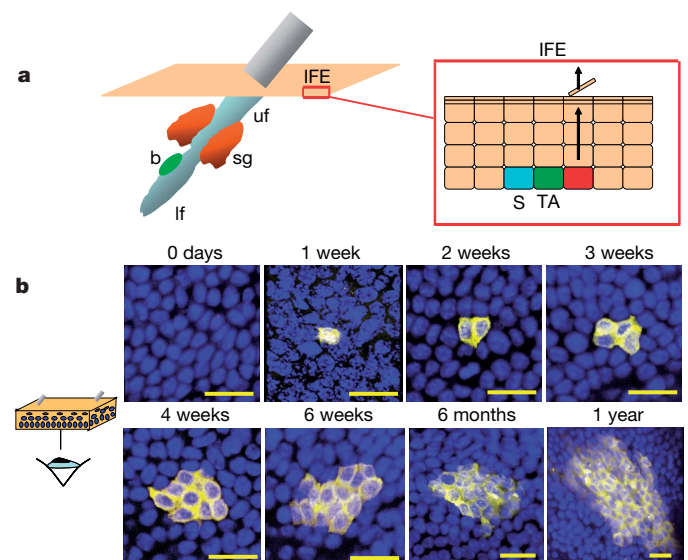 a
IFE
uf
b
sg
lf
IFE
S TA
b
0 days 1 week 2 weeks 3 weeks
4 weeks 6 weeks 6 months 1 year